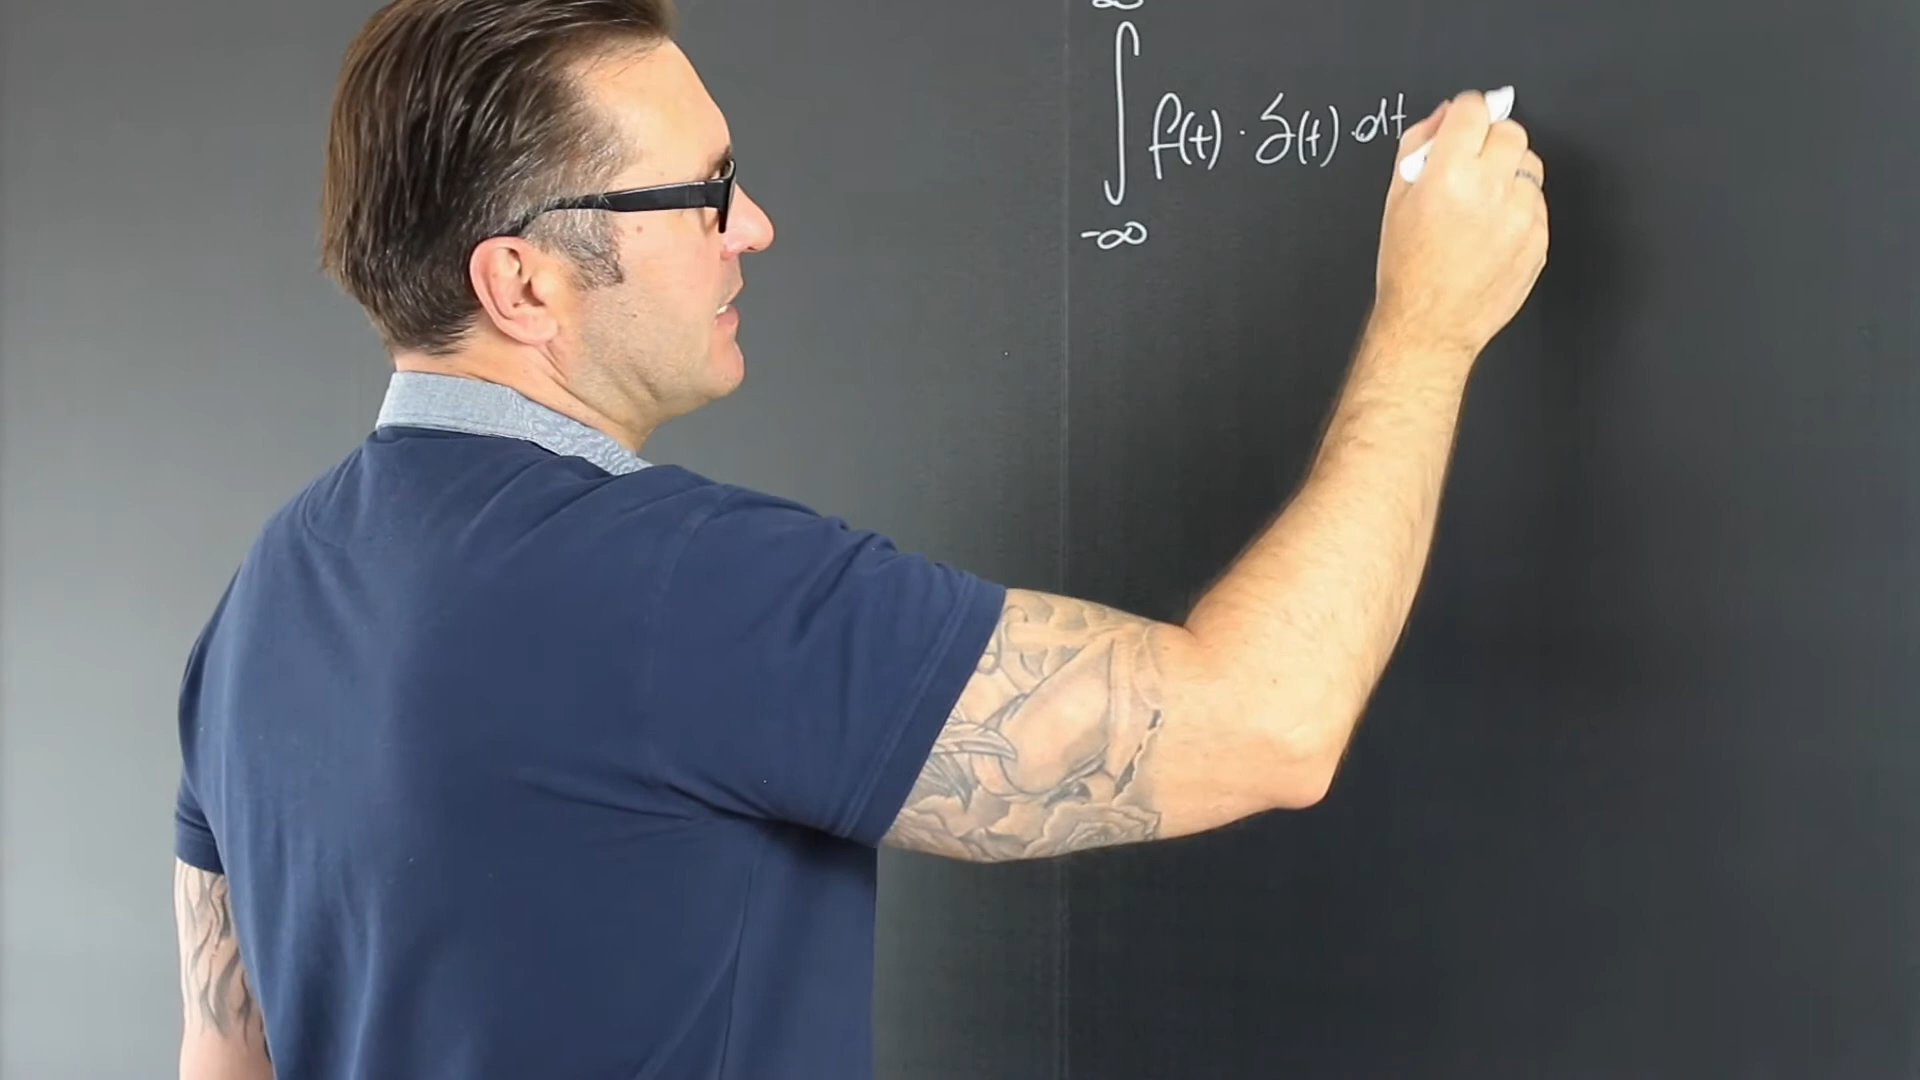 ∞
∫ f(t) · δ(t) · dt
-∞